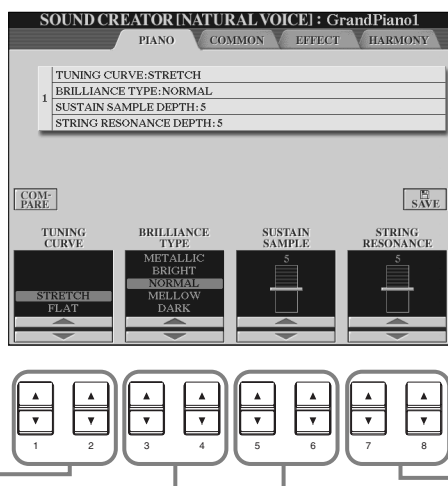 SOUND CREATOR [NATURAL VOICE] : GrandPiano1
PIANO COMMON EFFECT HARMONY
1
TUNING CURVE:STRETCH
BRILLIANCE TYPE:NORMAL
SUSTAIN SAMPLE DEPTH:5
STRING RESONANCE DEPTH:5
COM-
PARE
SAVE
TUNING
CURVE
STRETCH
FLAT
BRILLIANCE
TYPE
METALLIC
BRIGHT
NORMAL
MELLOW
DARK
SUSTAIN
SAMPLE
5
STRING
RESONANCE
5
1 2 3 4 5 6 7 8